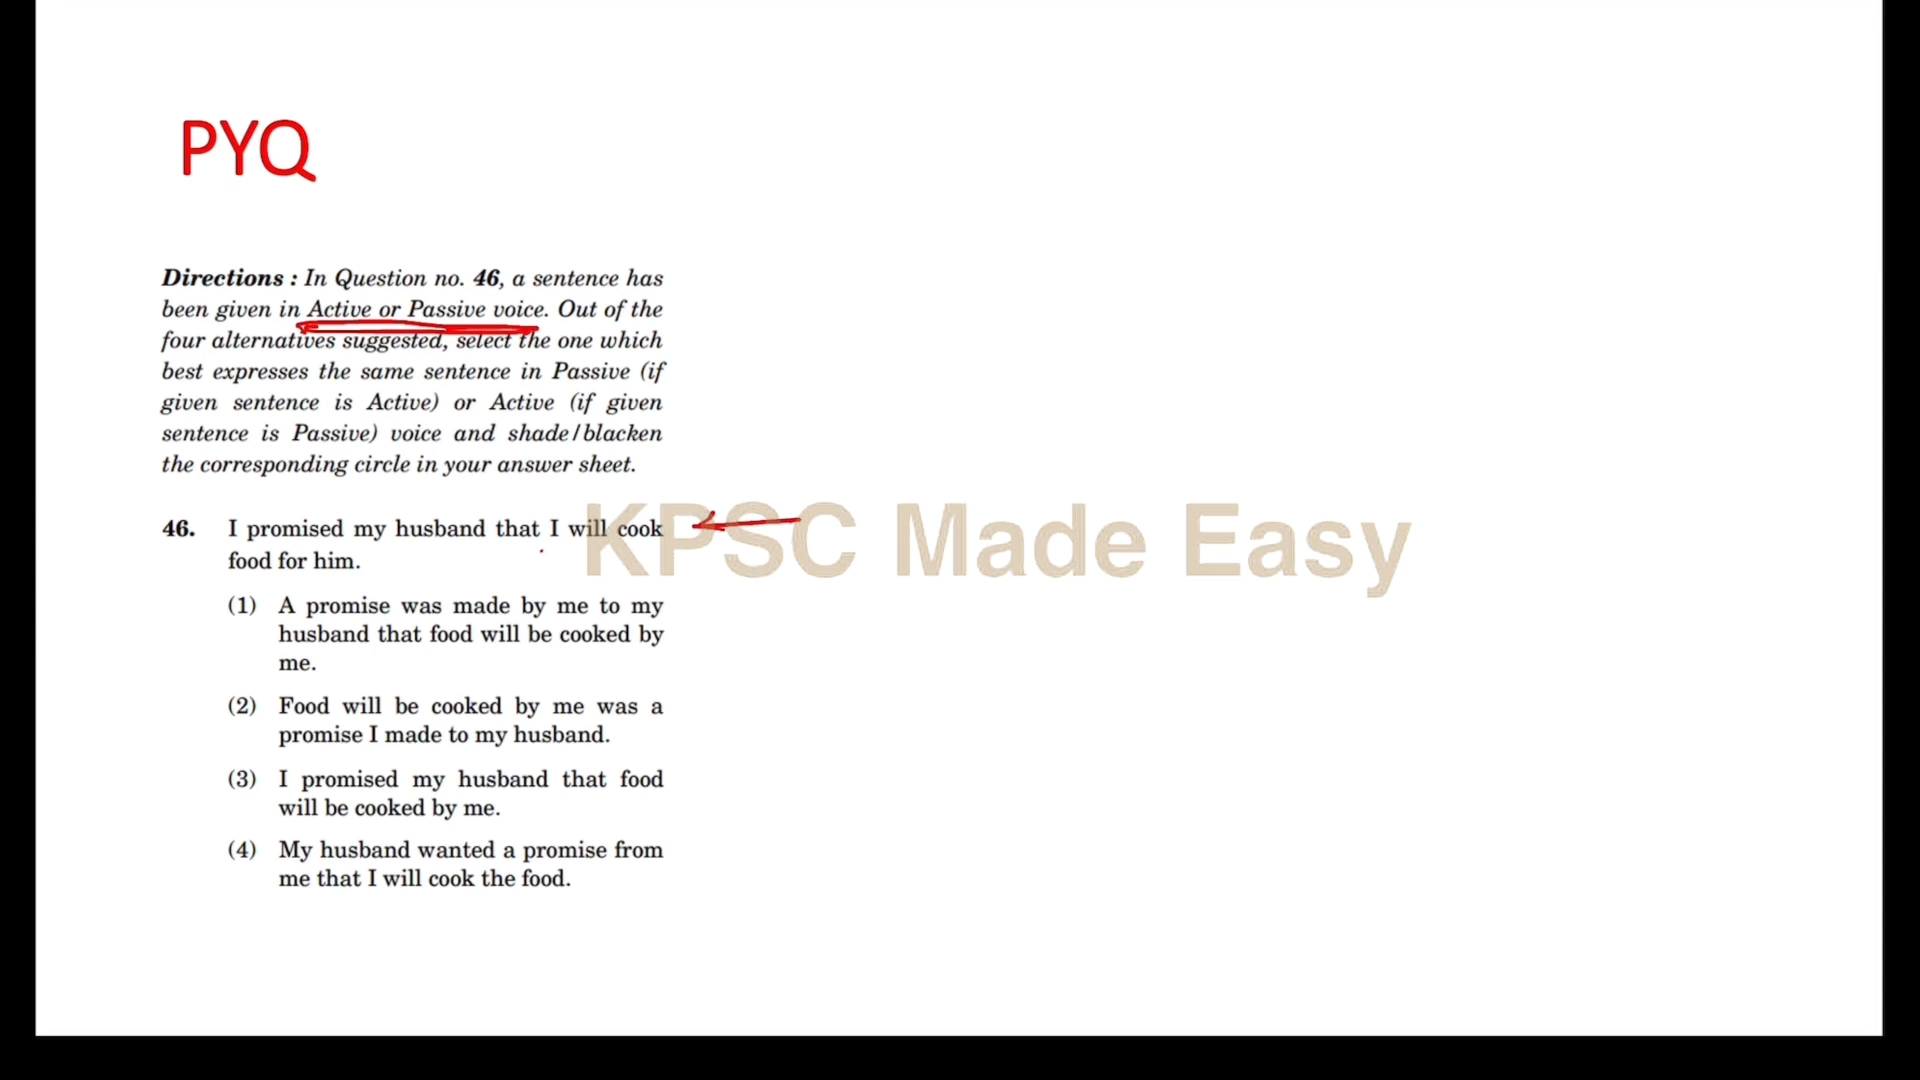 PYQ
Directions : In Question no. 46, a sentence has
been given in Active or Passive voice. Out of the
four alternatives suggested, select the one which
best expresses the same sentence in Passive (if
given sentence is Active) or Active (if given
sentence is Passive) voice and shade/blacken
the corresponding circle in your answer sheet.
46. I promised my husband that I will cook
food for him.
KPSC Made Easy
(1) A promise was made by me to my
husband that food will be cooked by
me.
(2) Food will be cooked by me was a
promise I made to my husband.
(3) I promised my husband that food
will be cooked by me.
(4) My husband wanted a promise from
me that I will cook the food.